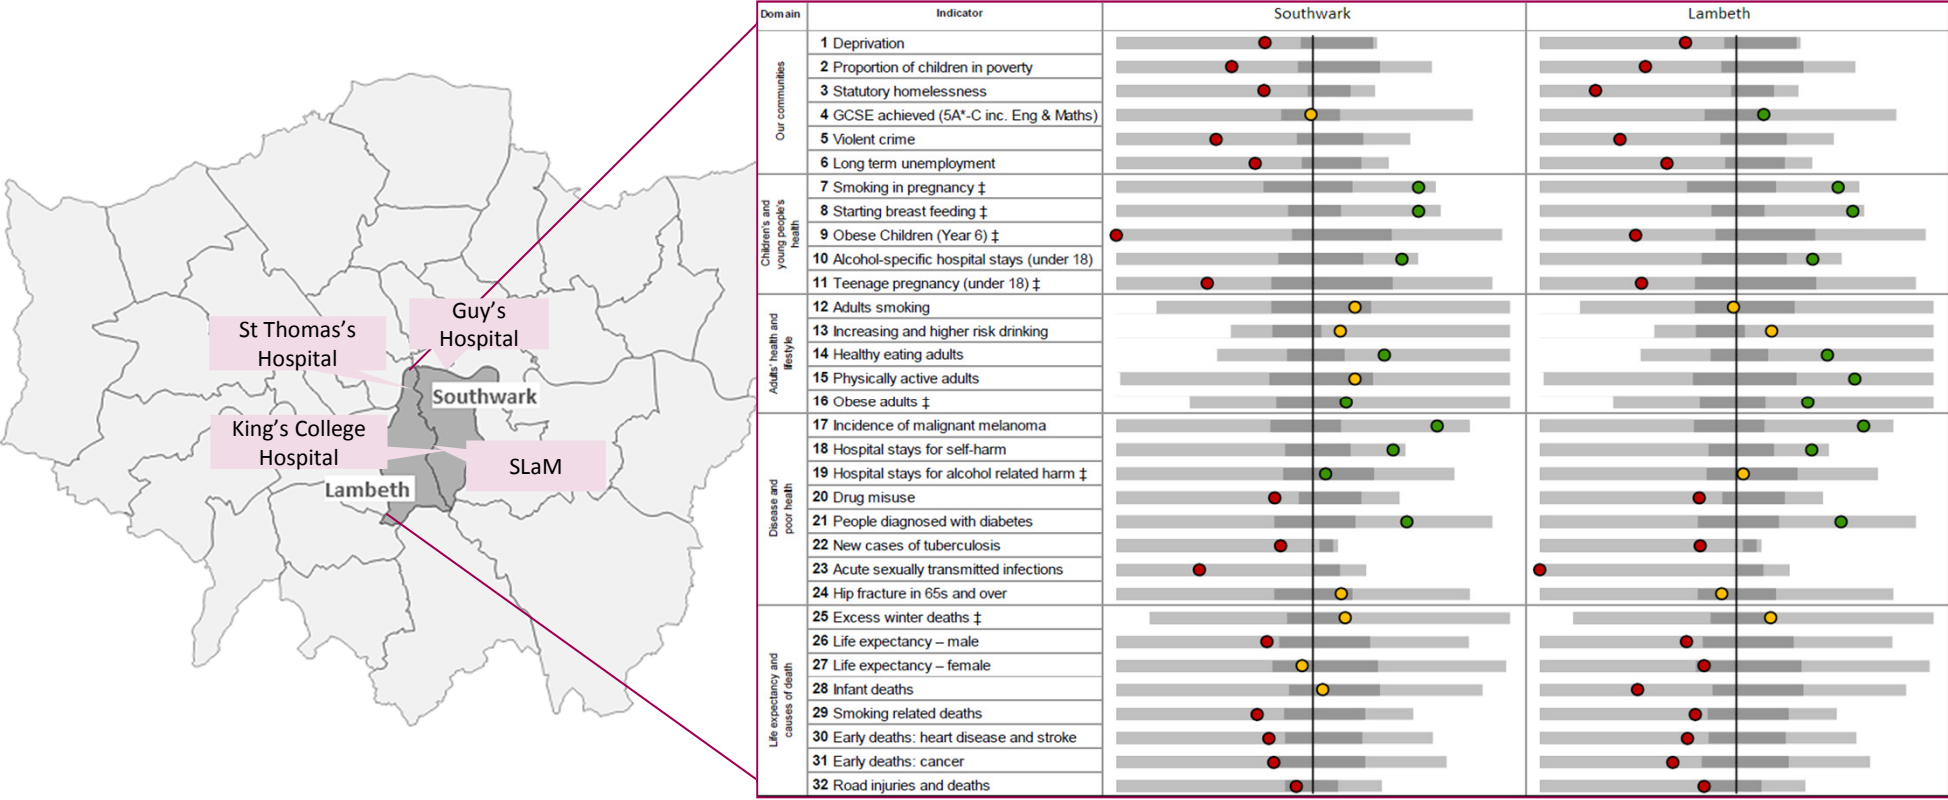 St Thomas's
Hospital
Guy's
Hospital
Southwark
King's College
Hospital
SLaM
Lambeth
Domain
Indicator
Southwark
Lambeth
Our communities
1 Deprivation
2 Proportion of children in poverty
3 Statutory homelessness
4 GCSE achieved (5A*-C inc. Eng & Maths)
5 Violent crime
6 Long term unemployment
Children's and
young people's
health
7 Smoking in pregnancy ‡
8 Starting breast feeding ‡
9 Obese Children (Year 6) ‡
10 Alcohol-specific hospital stays (under 18)
11 Teenage pregnancy (under 18) ‡
Adults' health and
lifestyle
12 Adults smoking
13 Increasing and higher risk drinking
14 Healthy eating adults
15 Physically active adults
16 Obese adults ‡
Disease and
poor health
17 Incidence of malignant melanoma
18 Hospital stays for self-harm
19 Hospital stays for alcohol related harm ‡
20 Drug misuse
21 People diagnosed with diabetes
22 New cases of tuberculosis
23 Acute sexually transmitted infections
24 Hip fracture in 65s and over
Life expectancy and
causes of death
25 Excess winter deaths ‡
26 Life expectancy – male
27 Life expectancy – female
28 Infant deaths
29 Smoking related deaths
30 Early deaths: heart disease and stroke
31 Early deaths: cancer
32 Road injuries and deaths